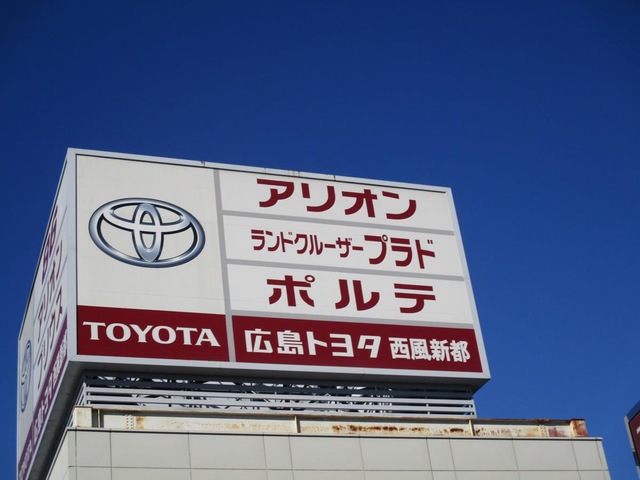 アリオン
ランドクルーザープラド
ポルテ
TOYOTA
広島トヨタ 西風新都